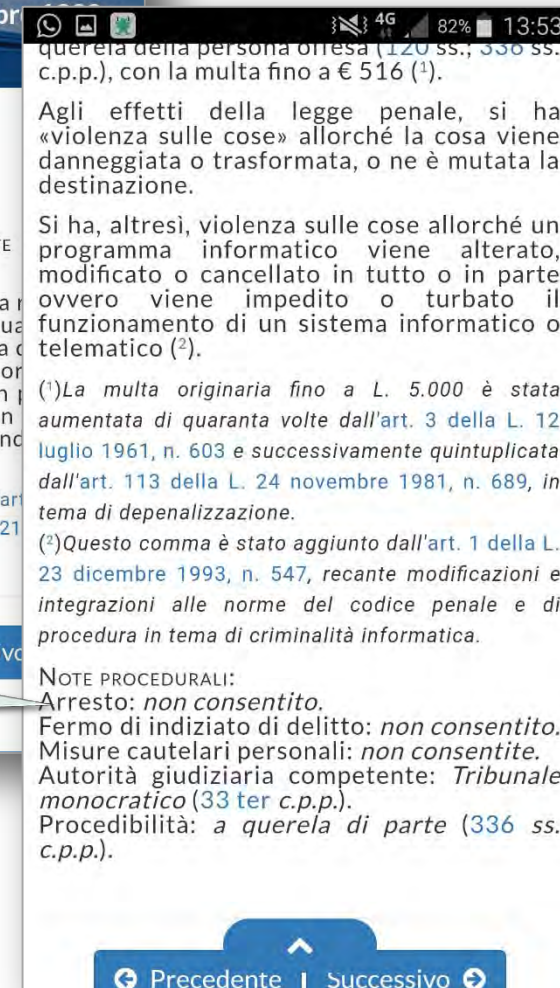 4G 82% 13:53
querela della persona offesa (120 ss.; 336 ss.
c.p.p.), con la multa fino a € 516 (¹).
Agli effetti della legge penale, si ha
«violenza sulle cose» allorché la cosa viene
danneggiata o trasformata, o ne è mutata la
destinazione.
Si ha, altresì, violenza sulle cose allorché un
programma informatico viene alterato,
modificato o cancellato in tutto o in parte
ovvero viene impedito o turbato il
funzionamento di un sistema informatico o
telematico (²).
(¹)La multa originaria fino a L. 5.000 è stata
aumentata di quaranta volte dall'art. 3 della L. 12
luglio 1961, n. 603 e successivamente quintuplicata
dall'art. 113 della L. 24 novembre 1981, n. 689, in
tema di depenalizzazione.
(²)Questo comma è stato aggiunto dall'art. 1 della L.
23 dicembre 1993, n. 547, recante modificazioni e
integrazioni alle norme del codice penale e di
procedura in tema di criminalità informatica.
NOTE PROCEDURALI:
Arresto: non consentito.
Fermo di indiziato di delitto: non consentito.
Misure cautelari personali: non consentite.
Autorità giudiziaria competente: Tribunale
monocratico (33 ter c.p.p.).
Procedibilità: a querela di parte (336 ss.
c.p.p.).
Precedente | Successivo